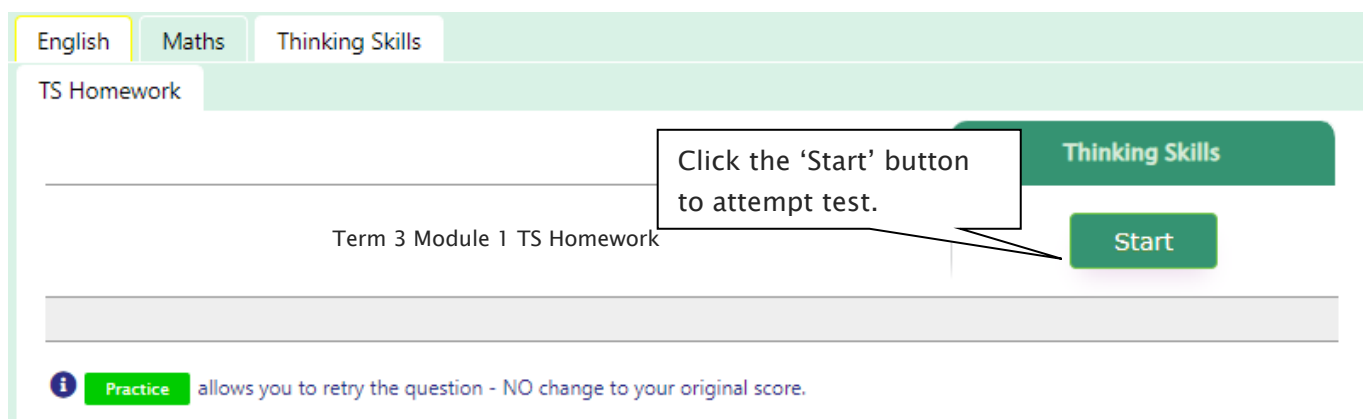 English Maths Thinking Skills
TS Homework
Thinking Skills
Click the ‘Start’ button
to attempt test.
Term 3 Module 1 TS Homework
Start
Practice allows you to retry the question - NO change to your original score.